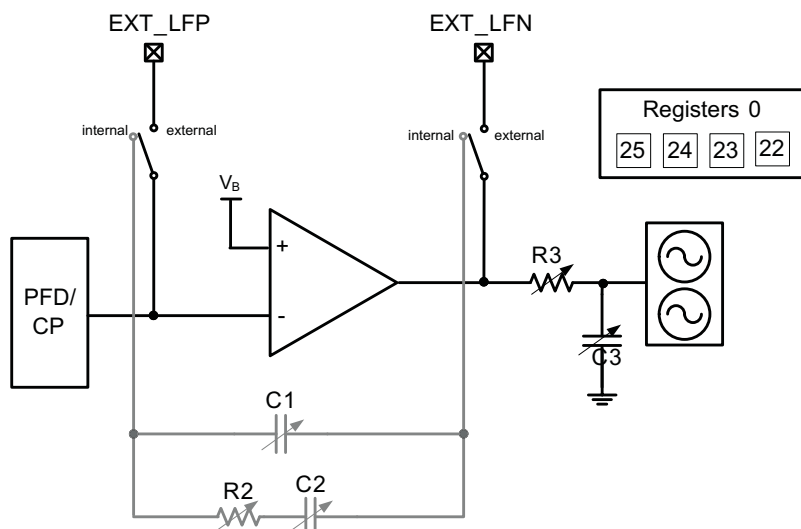 EXT_LFP
EXT_LFN
internal
external
internal
external
Registers 0
25 24 23 22
VB
+
-
PFD/
CP
R3
C3
C1
R2
C2